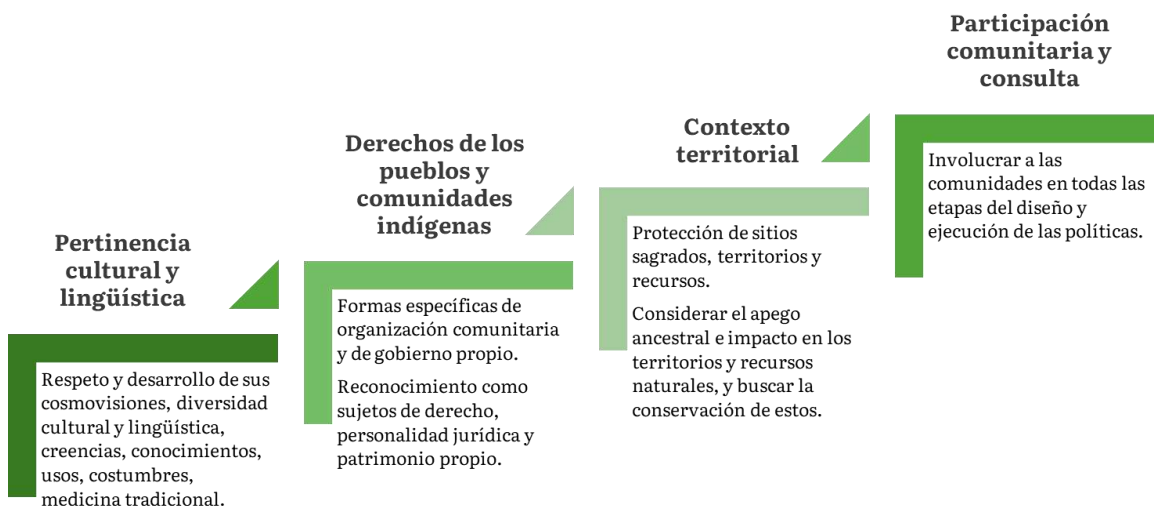 Pertinencia
cultural y
lingüística
Respeto y desarrollo de sus
cosmovisiones, diversidad
cultural y lingüística,
creencias, conocimientos,
usos, costumbres,
medicina tradicional.
Derechos de los
pueblos y
comunidades
indígenas
Formas específicas de
organización comunitaria
y de gobierno propio.
Reconocimiento como
sujetos de derecho,
personalidad jurídica y
patrimonio propio.
Contexto
territorial
Protección de sitios
sagrados, territorios y
recursos.
Considerar el apego
ancestral e impacto en los
territorios y recursos
naturales, y buscar la
conservación de estos.
Participación
comunitaria y
consulta
Involucrar a las
comunidades en todas las
etapas del diseño y
ejecución de las políticas.